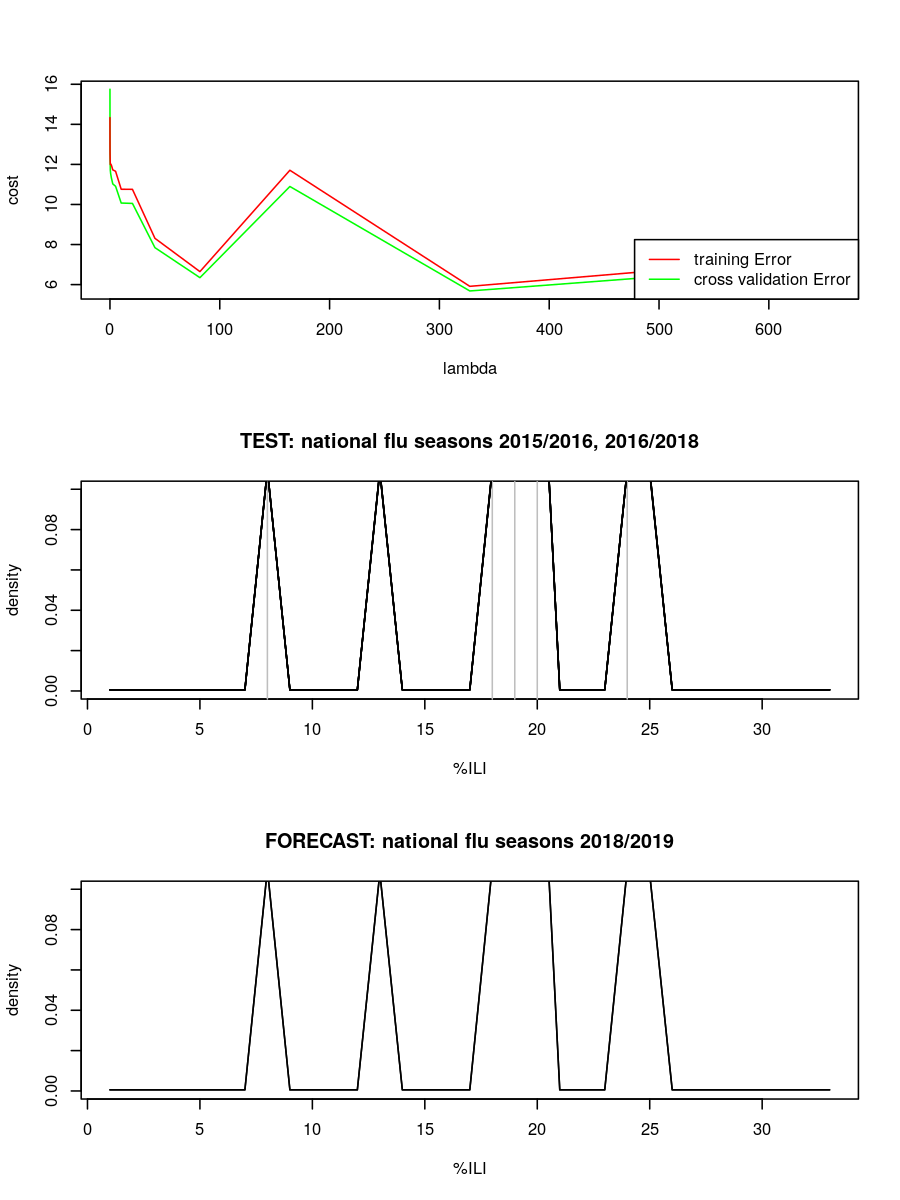 16
14
12
10
8
6
cost
training Error
cross validation Error
0 100 200 300 400 500 600
lambda
TEST: national flu seasons 2015/2016, 2016/2018
0.08
0.04
0.00
density
0 5 10 15 20 25 30
%ILI
FORECAST: national flu seasons 2018/2019
0.08
0.04
0.00
density
0 5 10 15 20 25 30
%ILI